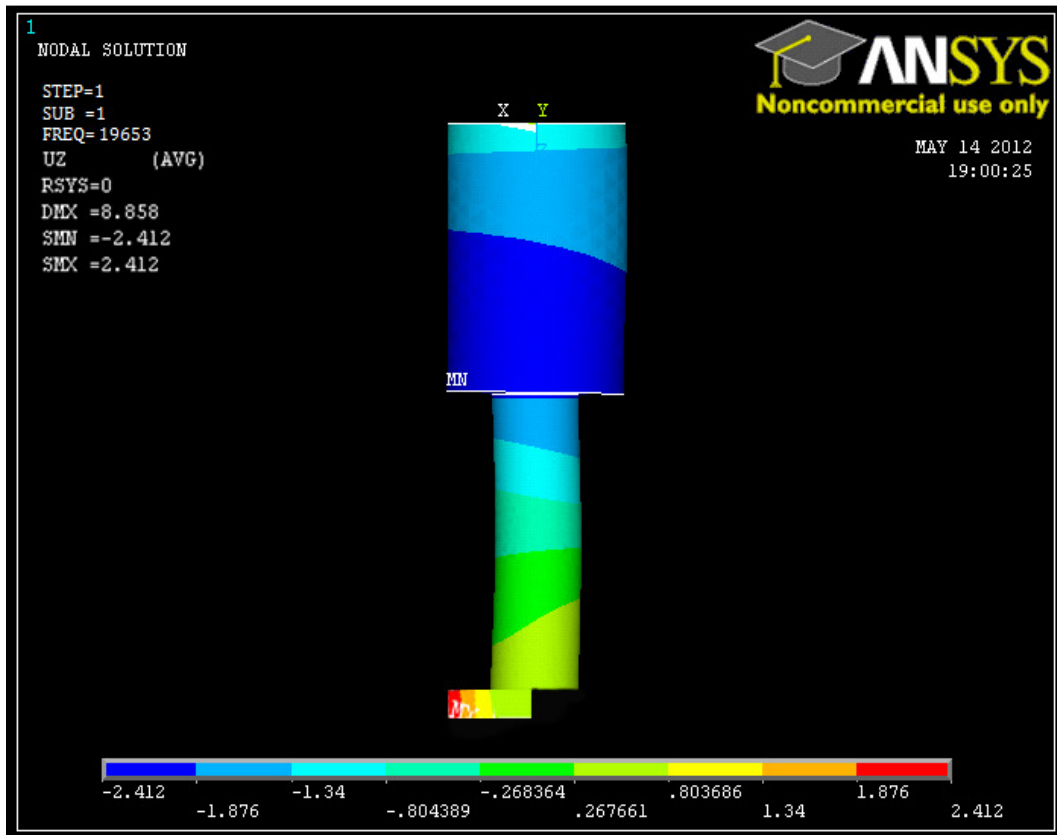 1
NODAL SOLUTION
STEP=1
SUB =1
FREQ=19653
UZ (AVG)
RSYS=0
DMX =8.858
SMN =-2.412
SMX =2.412
ANSYS
Noncommercial use only
MAY 14 2012
19:00:25
X Y
Z
MN
-2.412 -1.34 -.268364 .803686 1.876
-1.876 -.804389 .267661 1.34 2.412